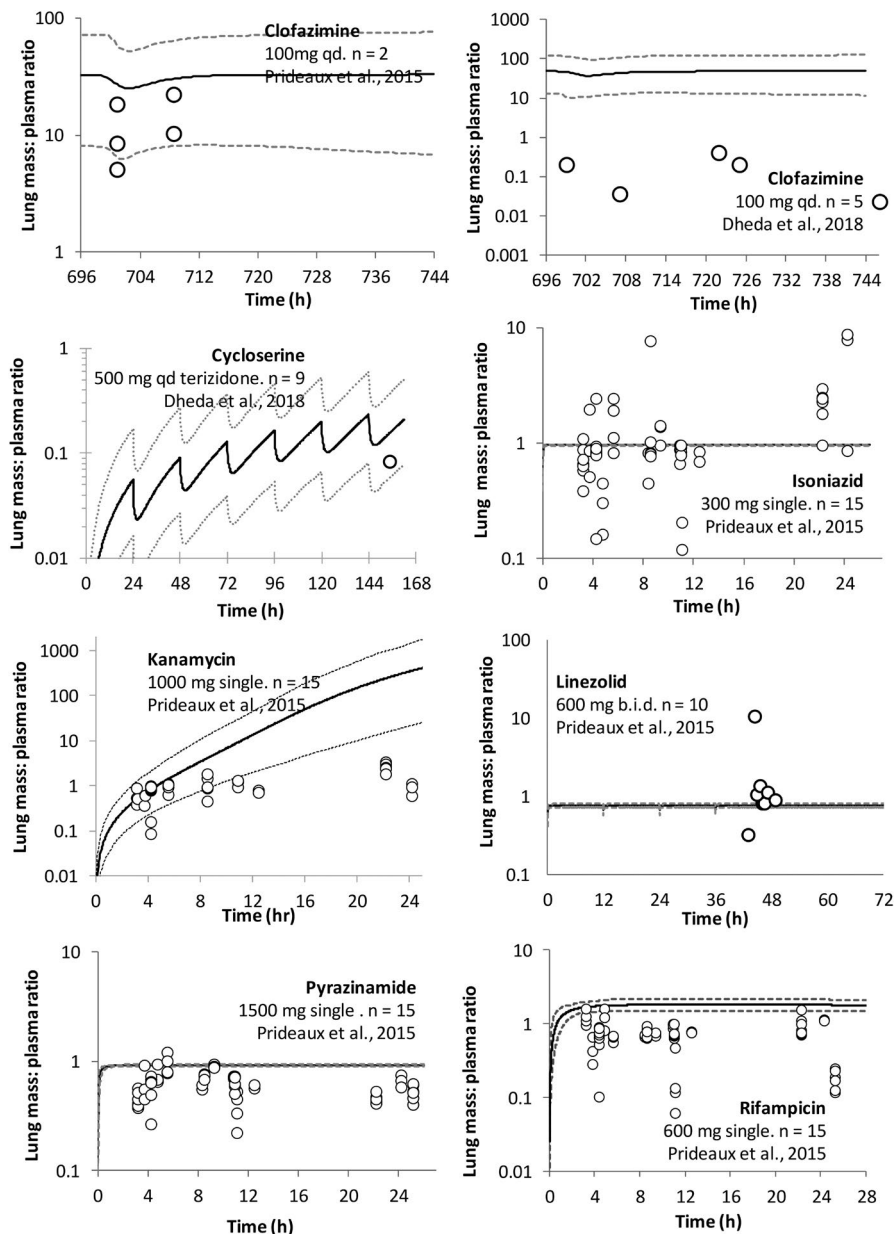 Clofazimine
100mg qd. n = 2
Prideaux et al., 2015
Lung mass: plasma ratio
100
10
1
696 704 712 720 728 736 744
Time (h)
Clofazimine
100 mg qd. n = 5
Dheda et al., 2018
Lung mass: plasma ratio
1000
100
10
1
0.1
0.01
0.001
696 702 708 714 720 726 732 738 744
Time (h)
Cycloserine
500 mg qd terizidone. n = 9
Dheda et al., 2018
Lung mass: plasma ratio
1
0.1
0.01
0 24 48 72 96 120 144 168
Time (h)
Isoniazid
300 mg single. n = 15
Prideaux et al., 2015
Lung mass: plasma ratio
10
1
0.1
0 4 8 12 16 20 24
Time (h)
Kanamycin
1000 mg single. n = 15
Prideaux et al., 2015
Lung mass: plasma ratio
1000
100
10
1
0.1
0.01
0 4 8 12 16 20 24
Time (hr)
Linezolid
600 mg b.i.d. n = 10
Prideaux et al., 2015
Lung mass: plasma ratio
100
10
1
0.1
0 12 24 36 48 60 72
Time (h)
Pyrazinamide
1500 mg single . n = 15
Prideaux et al., 2015
Lung mass: plasma ratio
10
1
0.1
0 4 8 12 16 20 24
Time (h)
Rifampicin
600 mg single. n = 15
Prideaux et al., 2015
Lung mass: plasma ratio
10
1
0.1
0.01
0 4 8 12 16 20 24 28
Time (h)